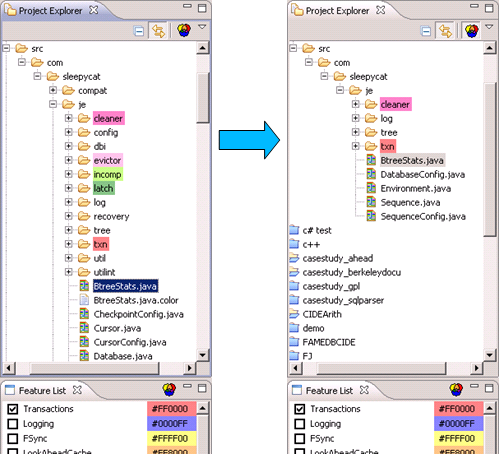 Project Explorer
src
com
sleepycat
compat
je
cleaner
config
dbi
evictor
incomp
latch
log
recovery
tree
txn
util
utilint
BtreeStats.java
BtreeStats.java.color
CheckpointConfig.java
Cursor.java
CursorConfig.java
Database.java
Feature List
Transactions #FF0000
Logging #0000FF
FSync #FFFF00
LookAheadCache #FF8000
Project Explorer
src
com
sleepycat
je
cleaner
log
tree
txn
BtreeStats.java
DatabaseConfig.java
Environment.java
Sequence.java
SequenceConfig.java
c# test
c++
casestudy_ahead
casestudy_berkeleydocu
casestudy_gpl
casestudy_sqlparser
CIDEArith
demo
FAMEDBCIDE
FJ
Feature List
Transactions #FF0000
Logging #0000FF
FSync #FFFF00
LookAheadCache #FF8000